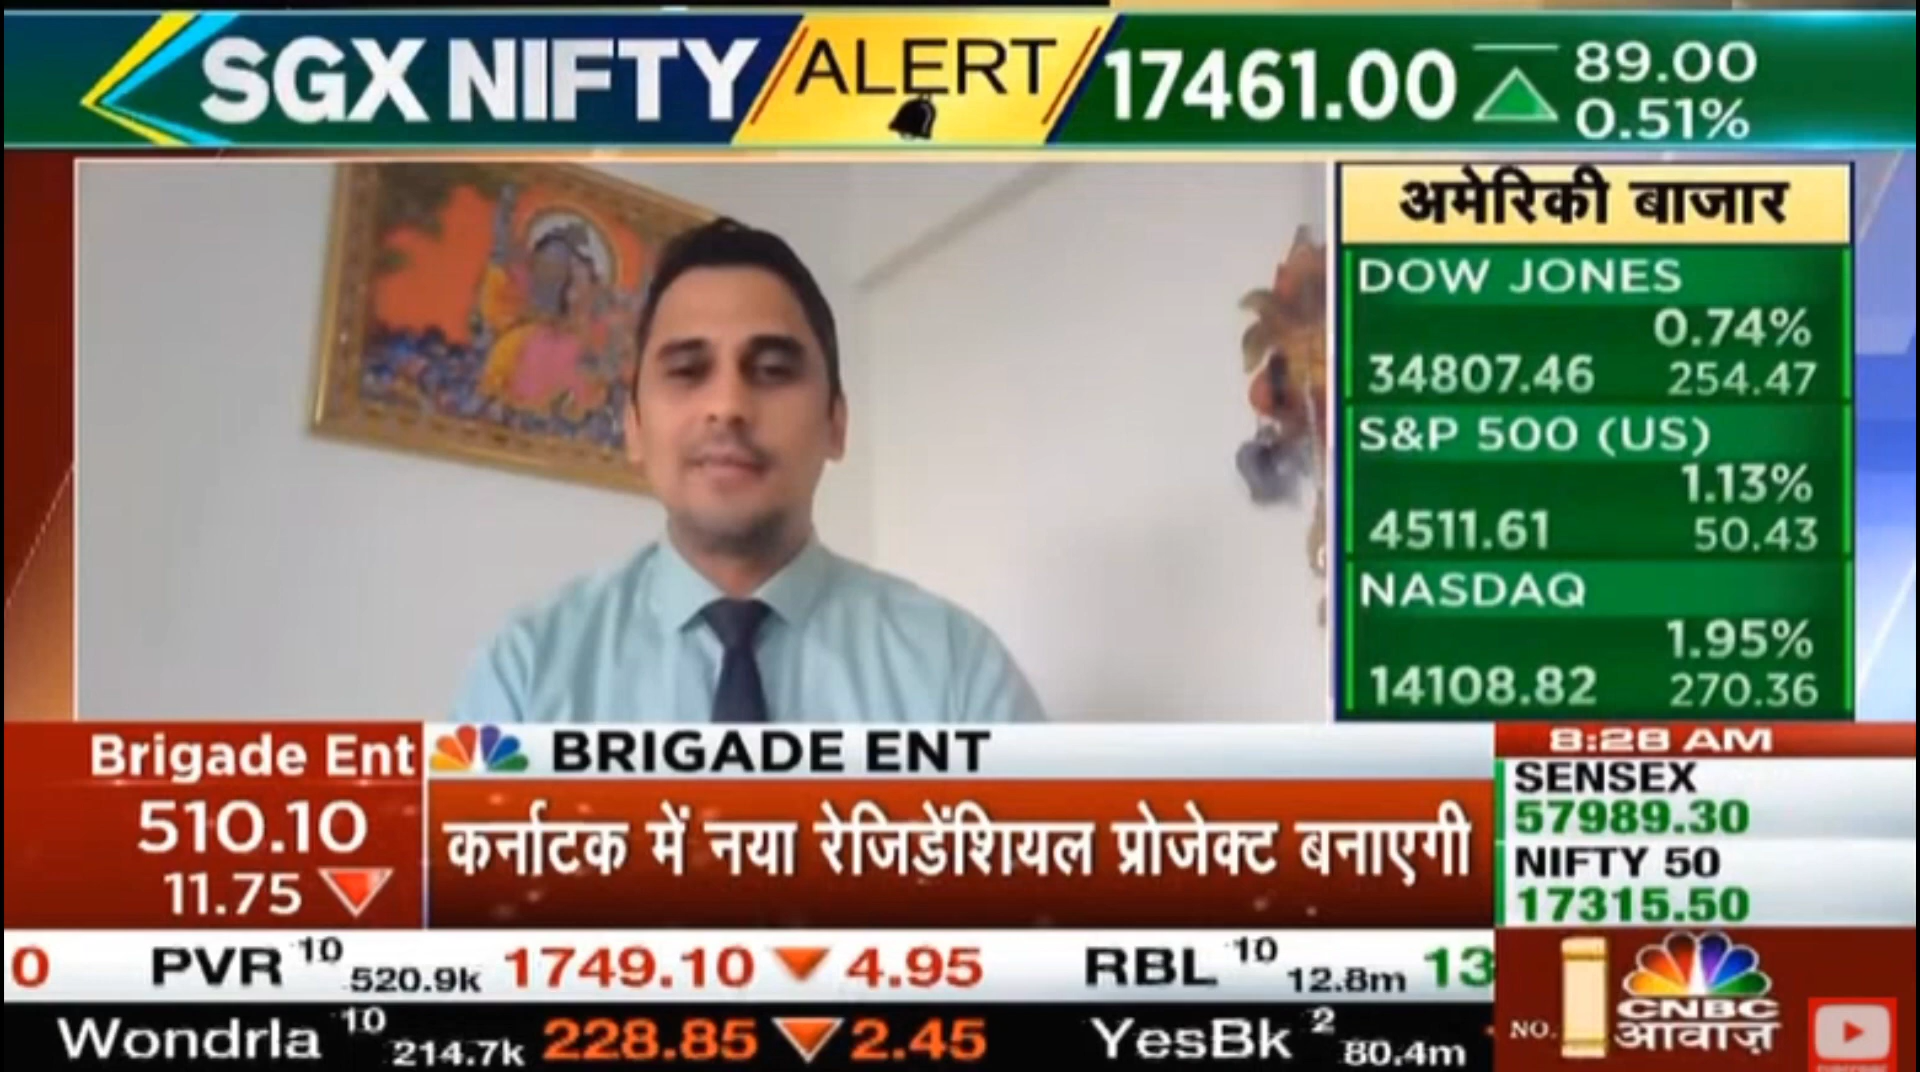 SGX NIFTY ALERT 17461.00 89.00
0.51%
अमेरिकी बाजार
DOW JONES
0.74%
34807.46 254.47
S&P 500 (US)
1.13%
4511.61 50.43
NASDAQ
1.95%
14108.82 270.36
Brigade Ent
510.10
11.75
BRIGADE ENT
कर्नाटक में नया रेजिडेंशियल प्रोजेक्ट बनाएगी
8:28 AM
SENSEX
57989.30
NIFTY 50
17315.50
0 PVR 10 520.9k 1749.10 4.95 RBL 10 12.8m 13
Wondrla 10 214.7k 228.85 2.45 YesBk 2 80.4m
NO. 1 CNBC
आवाज़